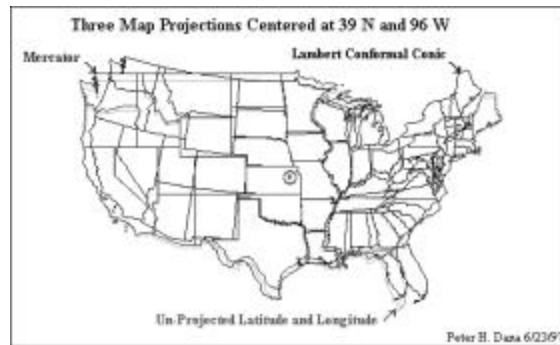 Three Map Projections Centered at 39 N and 96 W
Mercator
Lambert Conformal Conic
Un-Projected Latitude and Longitude
Peter H. Dana 6/23/9